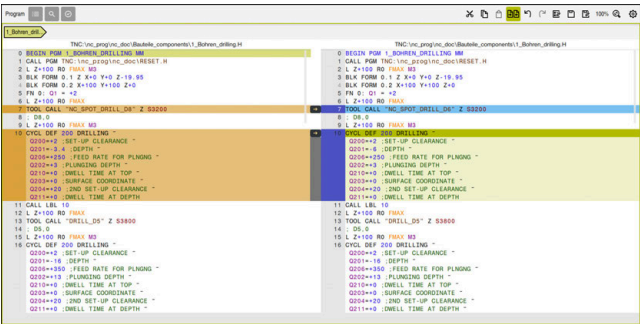 Program
100%
1_Bohren_dril...
TNC:\nc_prog\nc_doc\Bauteile_components\1_Bohren_drilling.H
0 BEGIN PGM 1_BOHREN_DRILLING MM
1 CALL PGM TNC:\nc_prog\nc_doc\RESET.H
2 L Z+100 R0 FMAX M3
3 BLK FORM 0.1 Z X+0 Y+0 Z-19.95
4 BLK FORM 0.2 X+100 Y+100 Z+0
5 FN 0: Q1 = +2
6 L Z+100 R0 FMAX
7 TOOL CALL "NC_SPOT_DRILL_D8" Z S3200
8 ; D8,0
9 L Z+100 R0 FMAX M3
10 CYCL DEF 200 DRILLING ~
Q200=+2 ;SET-UP CLEARANCE ~
Q201=-3.4 ;DEPTH ~
Q206=+250 ;FEED RATE FOR PLNGNG ~
Q202=+3 ;PLUNGING DEPTH ~
Q210=+0 ;DWELL TIME AT TOP ~
Q203=+0 ;SURFACE COORDINATE ~
Q204=+20 ;2ND SET-UP CLEARANCE ~
Q211=+0 ;DWELL TIME AT DEPTH
11 CALL LBL 10
12 L Z+100 R0 FMAX
13 TOOL CALL "DRILL_D5" Z S3800
14 ; D5,0
15 L Z+100 R0 FMAX M3
16 CYCL DEF 200 DRILLING ~
Q200=+2 ;SET-UP CLEARANCE ~
Q201=-16 ;DEPTH ~
Q206=+350 ;FEED RATE FOR PLNGNG ~
Q202=+13 ;PLUNGING DEPTH ~
Q210=+0 ;DWELL TIME AT TOP ~
Q203=+0 ;SURFACE COORDINATE ~
Q204=+20 ;2ND SET-UP CLEARANCE ~
Q211=+0 ;DWELL TIME AT DEPTH ~
TNC:\nc_prog\nc_doc\Bauteile_components\1_Bohren_drilling.H
0 BEGIN PGM 1_BOHREN_DRILLING MM
1 CALL PGM TNC:\nc_prog\nc_doc\RESET.H
2 L Z+100 R0 FMAX M3
3 BLK FORM 0.1 Z X+0 Y+0 Z-19.95
4 BLK FORM 0.2 X+100 Y+100 Z+0
5 FN 0: Q1 = +2
6 L Z+100 R0 FMAX
7 TOOL CALL "NC_SPOT_DRILL_D6" Z S3200
8 ; D8,0
9 L Z+100 R0 FMAX M3
10 CYCL DEF 200 DRILLING ~
Q200=+2 ;SET-UP CLEARANCE ~
Q201=-6 ;DEPTH ~
Q206=+350 ;FEED RATE FOR PLNGNG ~
Q202=+3 ;PLUNGING DEPTH ~
Q210=+0 ;DWELL TIME AT TOP ~
Q203=+0 ;SURFACE COORDINATE ~
Q204=+20 ;2ND SET-UP CLEARANCE ~
Q211=+0 ;DWELL TIME AT DEPTH
11 CALL LBL 10
12 L Z+100 R0 FMAX
13 TOOL CALL "DRILL_D5" Z S3800
14 ; D5,0
15 L Z+100 R0 FMAX M3
16 CYCL DEF 200 DRILLING ~
Q200=+2 ;SET-UP CLEARANCE ~
Q201=-16 ;DEPTH ~
Q206=+350 ;FEED RATE FOR PLNGNG ~
Q202=+13 ;PLUNGING DEPTH ~
Q210=+0 ;DWELL TIME AT TOP ~
Q203=+0 ;SURFACE COORDINATE ~
Q204=+20 ;2ND SET-UP CLEARANCE ~
Q211=+0 ;DWELL TIME AT DEPTH ~